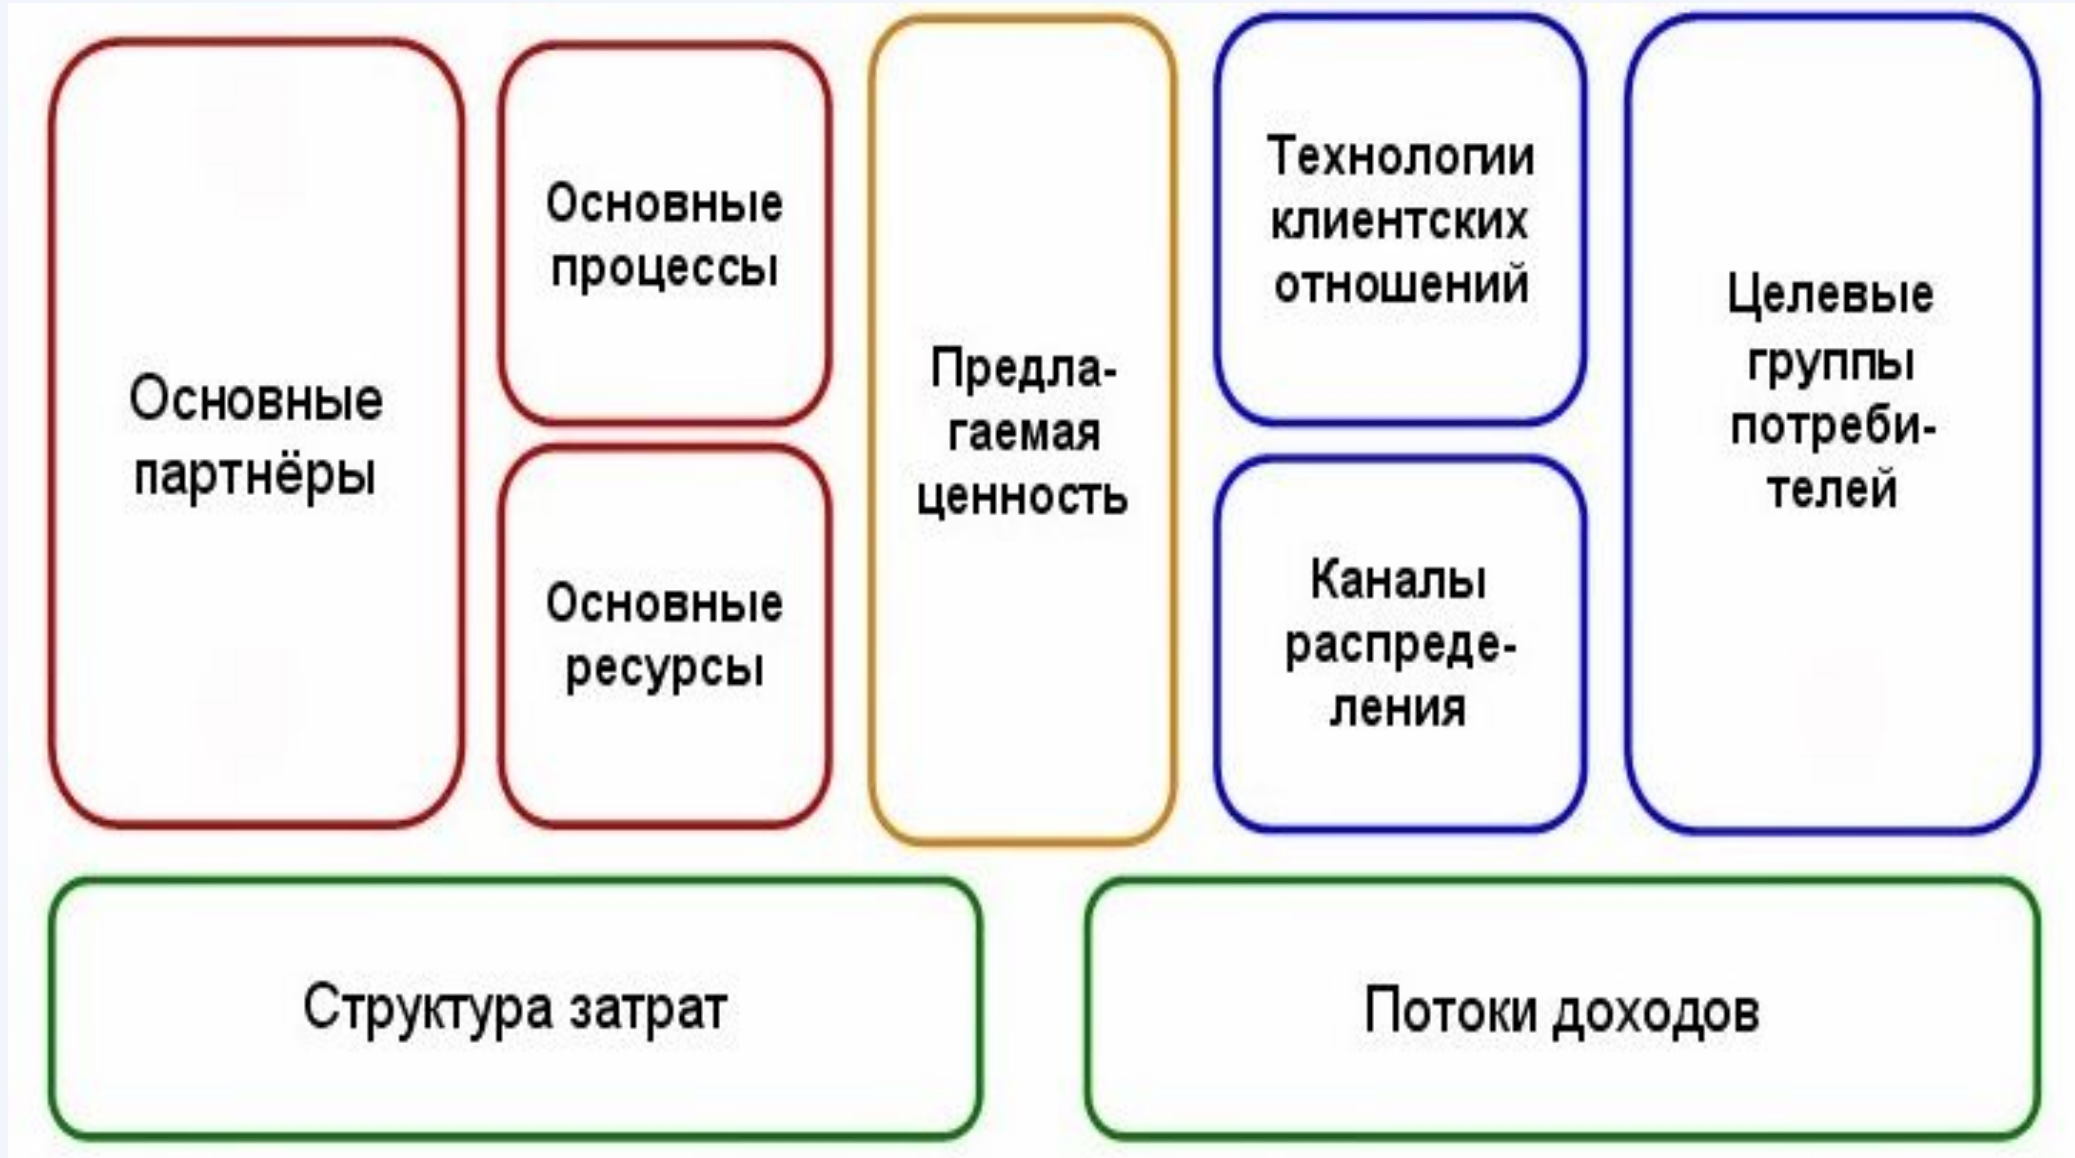 Основные
партнёры
Основные
процессы
Основные
ресурсы
Предла-
гаемая
ценность
Технологии
клиентских
отношений
Каналы
распреде-
ления
Целевые
группы
потреби-
телей
Структура затрат
Потоки доходов